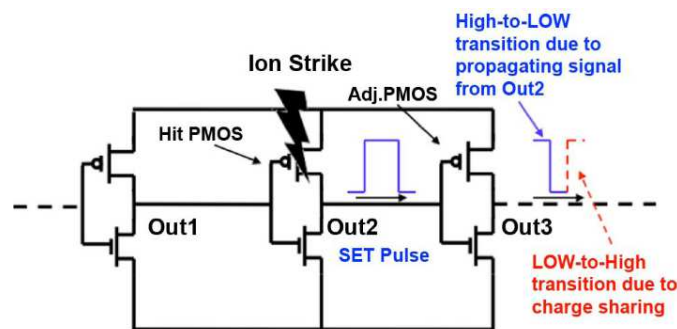 High-to-LOW
transition due to
propagating signal
from Out2
Ion Strike
Adj.PMOS
Hit PMOS
Out1
Out2
Out3
SET Pulse
LOW-to-High
transition due to
charge sharing